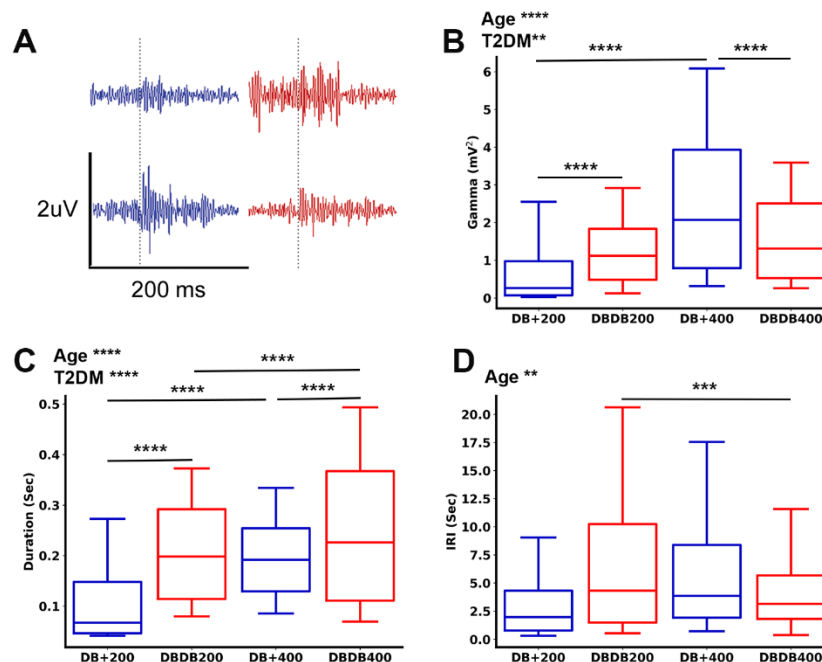 A
2uV
200 ms
B
Age ****
T2DM**
**** ****
****
Gamma (mV²)
6
5
4
3
2
1
0
DB+200 DBDB200 DB+400 DBDB400
C
Age ****
T2DM ****
****
**** ****
****
Duration (Sec)
0.5
0.4
0.3
0.2
0.1
DB+200 DBDB200 DB+400 DBDB400
D
Age **
***
IRI (Sec)
20.0
17.5
15.0
12.5
10.0
7.5
5.0
2.5
0.0
DB+200 DBDB200 DB+400 DBDB400